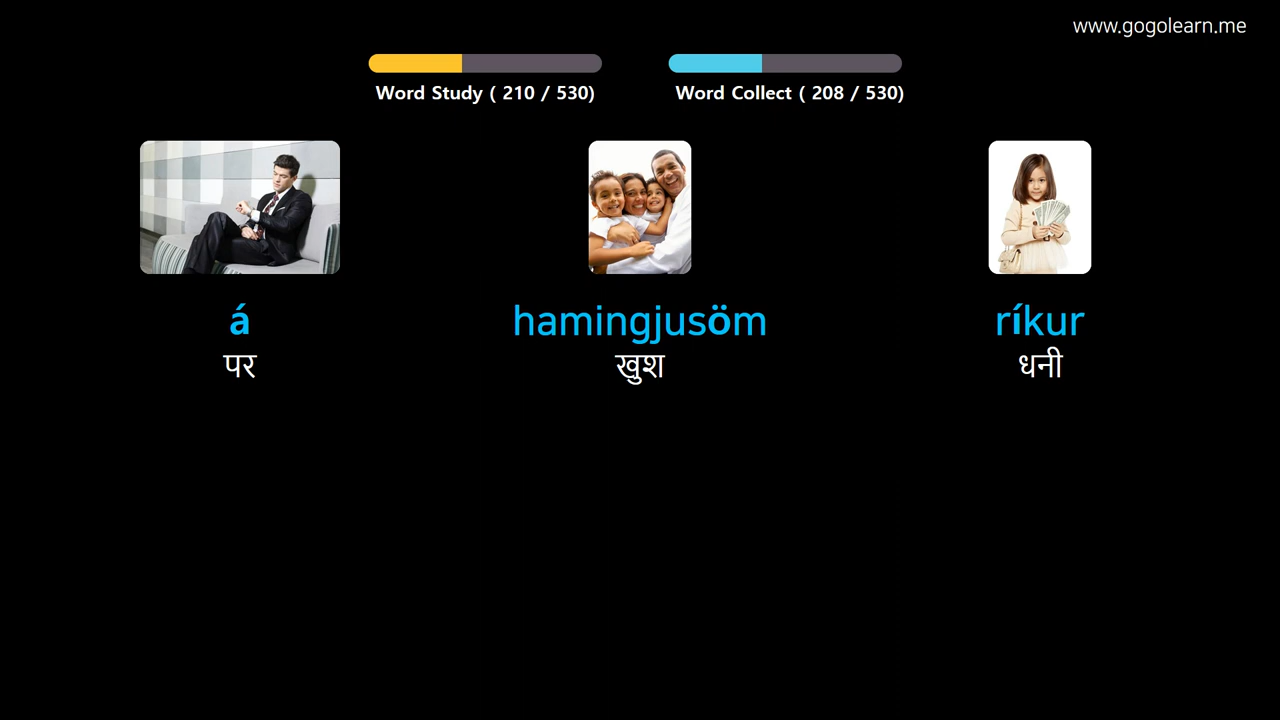 www.gogolearn.me
Word Study ( 210 / 530)
Word Collect ( 208 / 530)
á
hamingjusöm
ríkur
पर
खुश
धनी